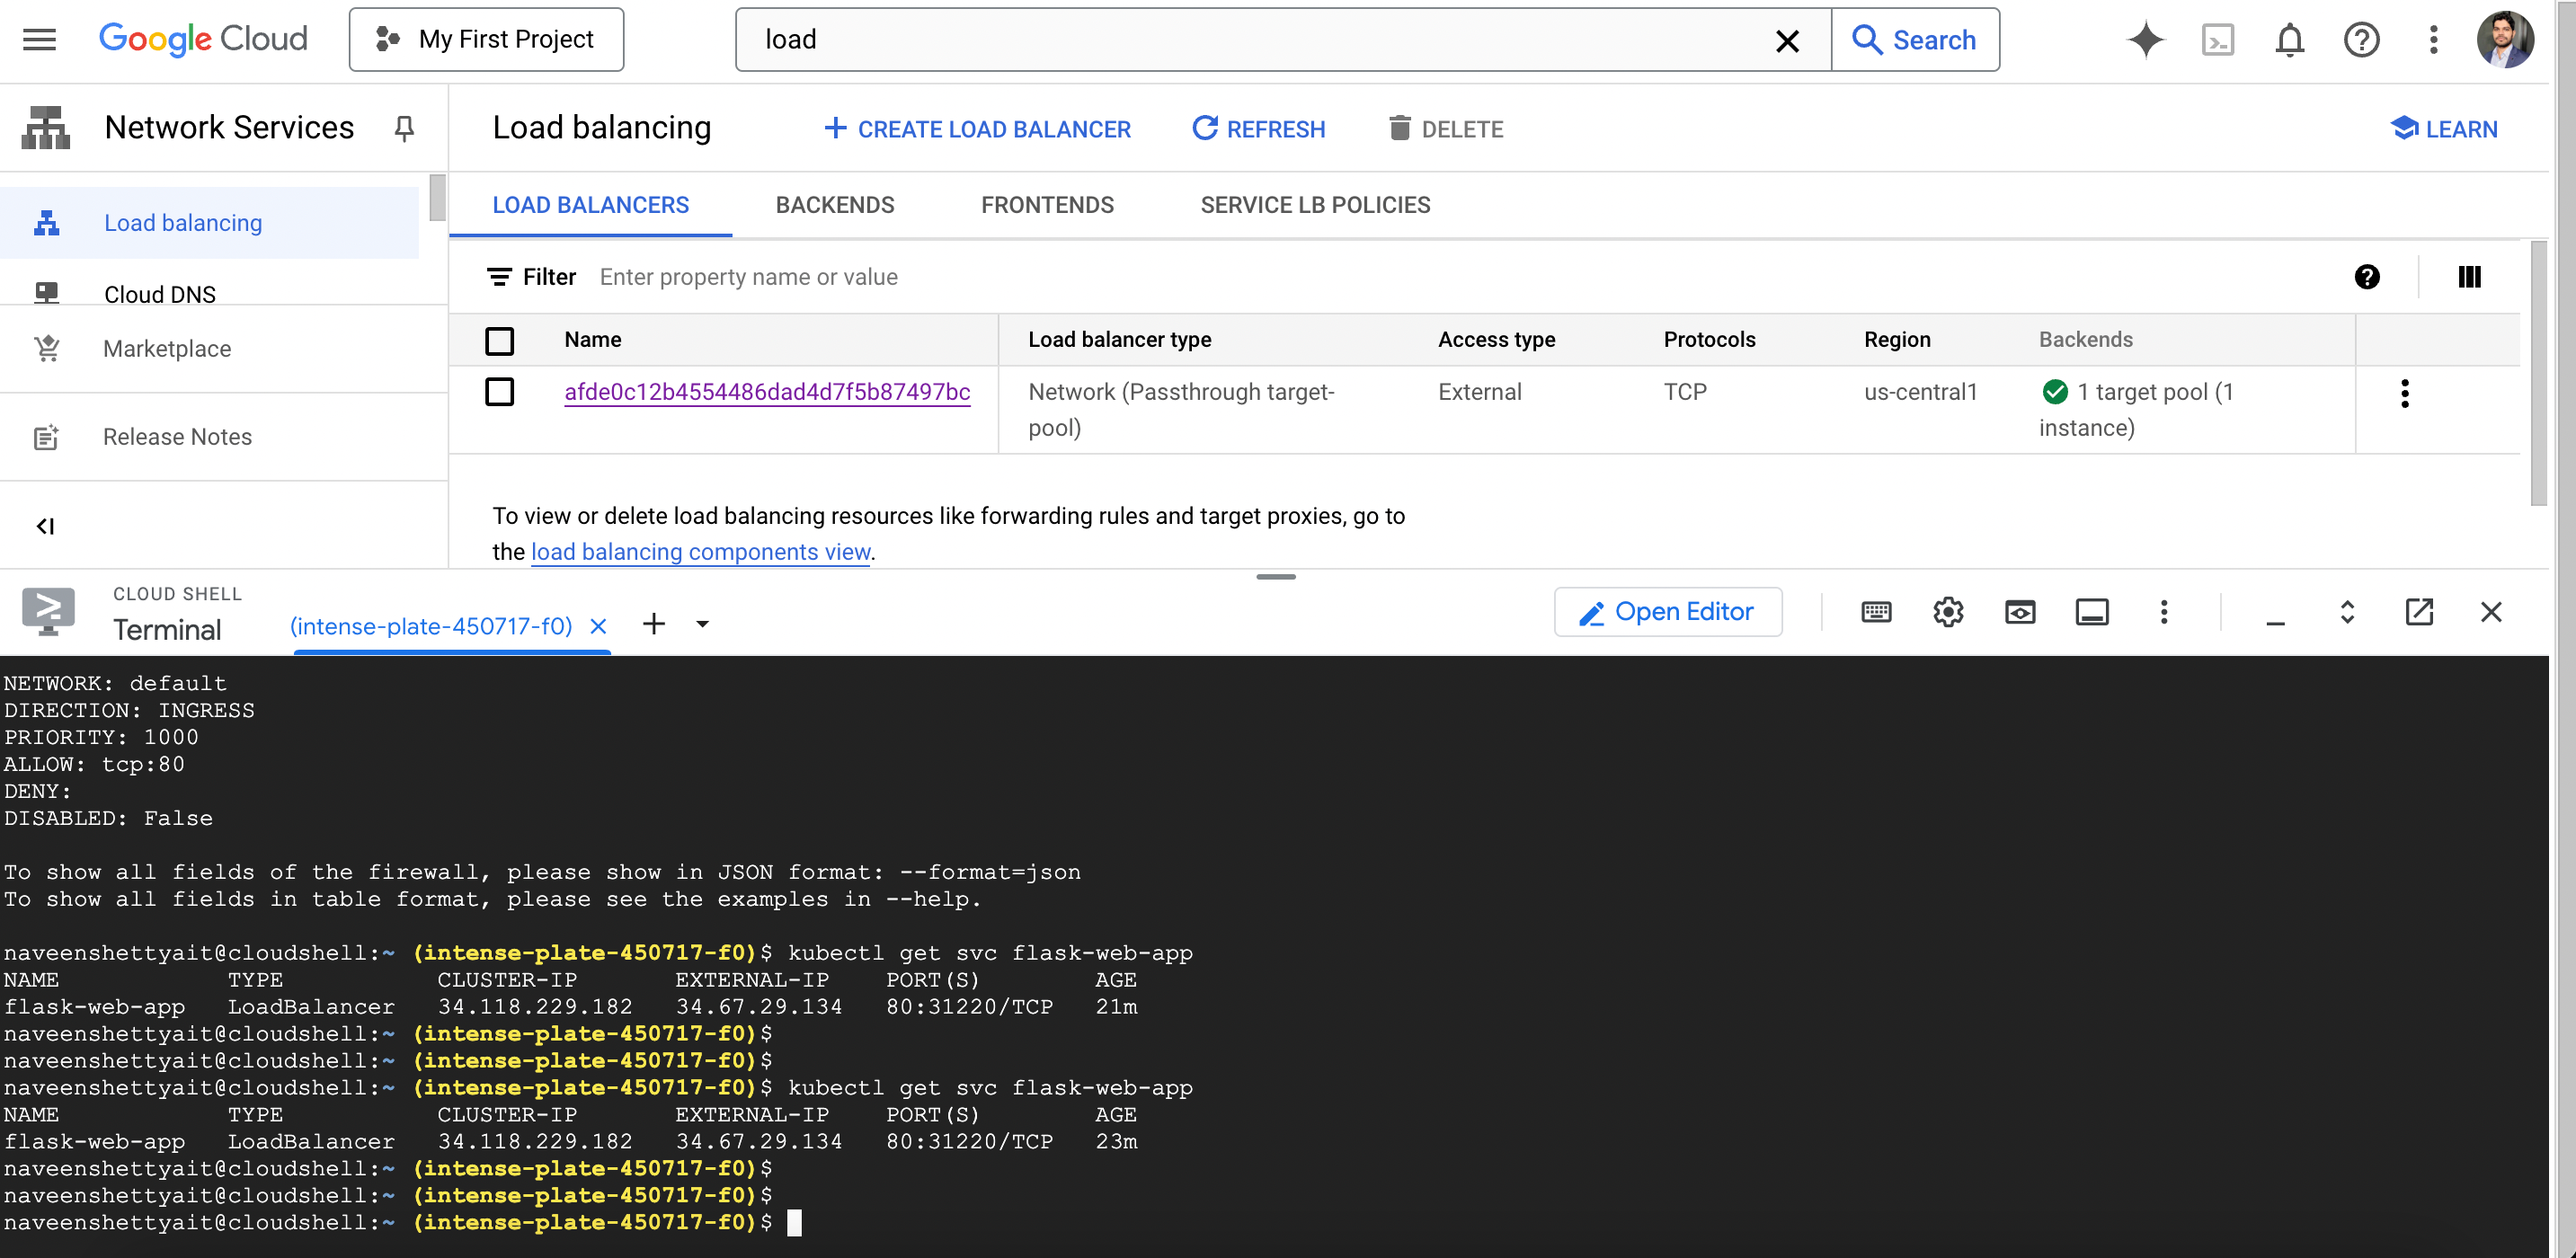 Google Cloud
My First Project
load
Search
Network Services
Load balancing
CREATE LOAD BALANCER
REFRESH
DELETE
LEARN
Load balancing
Cloud DNS
Marketplace
Release Notes
LOAD BALANCERS
BACKENDS
FRONTENDS
SERVICE LB POLICIES
Filter Enter property name or value
Name Load balancer type Access type Protocols Region Backends
afde0c12b4554486dad4d7f5b87497bc Network (Passthrough target- External TCP us-central1 1 target pool (1
pool) instance)
To view or delete load balancing resources like forwarding rules and target proxies, go to
the load balancing components view.
CLOUD SHELL
Terminal
(intense-plate-450717-f0)
Open Editor
NETWORK: default
DIRECTION: INGRESS
PRIORITY: 1000
ALLOW: tcp:80
DENY:
DISABLED: False
To show all fields of the firewall, please show in JSON format: --format=json
To show all fields in table format, please see the examples in --help.
naveenshettyait@cloudshell:~ (intense-plate-450717-f0)$ kubectl get svc flask-web-app
NAME TYPE CLUSTER-IP EXTERNAL-IP PORT(S) AGE
flask-web-app LoadBalancer 34.118.229.182 34.67.29.134 80:31220/TCP 21m
naveenshettyait@cloudshell:~ (intense-plate-450717-f0)$
naveenshettyait@cloudshell:~ (intense-plate-450717-f0)$
naveenshettyait@cloudshell:~ (intense-plate-450717-f0)$ kubectl get svc flask-web-app
NAME TYPE CLUSTER-IP EXTERNAL-IP PORT(S) AGE
flask-web-app LoadBalancer 34.118.229.182 34.67.29.134 80:31220/TCP 23m
naveenshettyait@cloudshell:~ (intense-plate-450717-f0)$
naveenshettyait@cloudshell:~ (intense-plate-450717-f0)$
naveenshettyait@cloudshell:~ (intense-plate-450717-f0)$